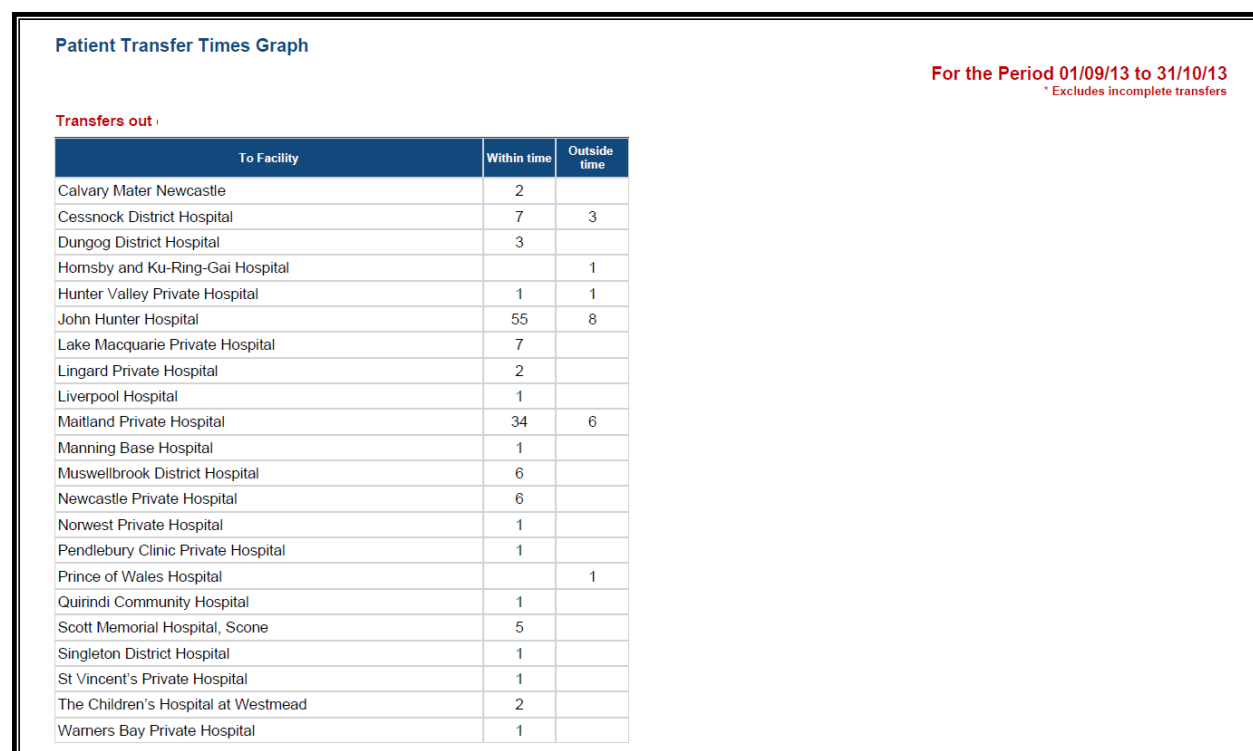 Patient Transfer Times Graph
For the Period 01/09/13 to 31/10/13
* Excludes incomplete transfers
Transfers out
To Facility Within time Outside time
Calvary Mater Newcastle 2
Cessnock District Hospital 7 3
Dungog District Hospital 3
Hornsby and Ku-Ring-Gai Hospital 1
Hunter Valley Private Hospital 1 1
John Hunter Hospital 55 8
Lake Macquarie Private Hospital 7
Lingard Private Hospital 2
Liverpool Hospital 1
Maitland Private Hospital 34 6
Manning Base Hospital 1
Muswellbrook District Hospital 6
Newcastle Private Hospital 6
Norwest Private Hospital 1
Pendlebury Clinic Private Hospital 1
Prince of Wales Hospital 1
Quirindi Community Hospital 1
Scott Memorial Hospital, Scone 5
Singleton District Hospital 1
St Vincent’s Private Hospital 1
The Children’s Hospital at Westmead 2
Warners Bay Private Hospital 1